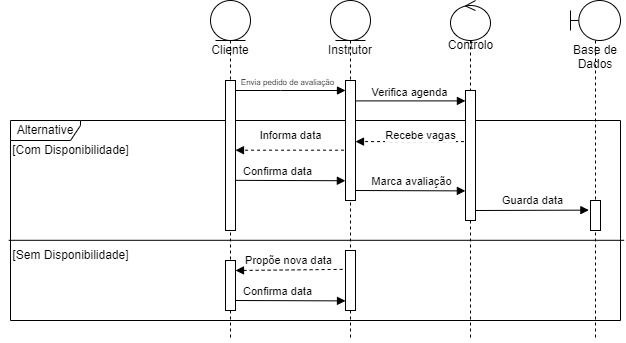 Cliente
Instrutor
Controlo
Base de
Dados
Envia pedido de avaliação
Verifica agenda
Alternative
[Com Disponibilidade]
Informa data
Recebe vagas
Confirma data
Marca avaliação
Guarda data
[Sem Disponibilidade]
Propõe nova data
Confirma data